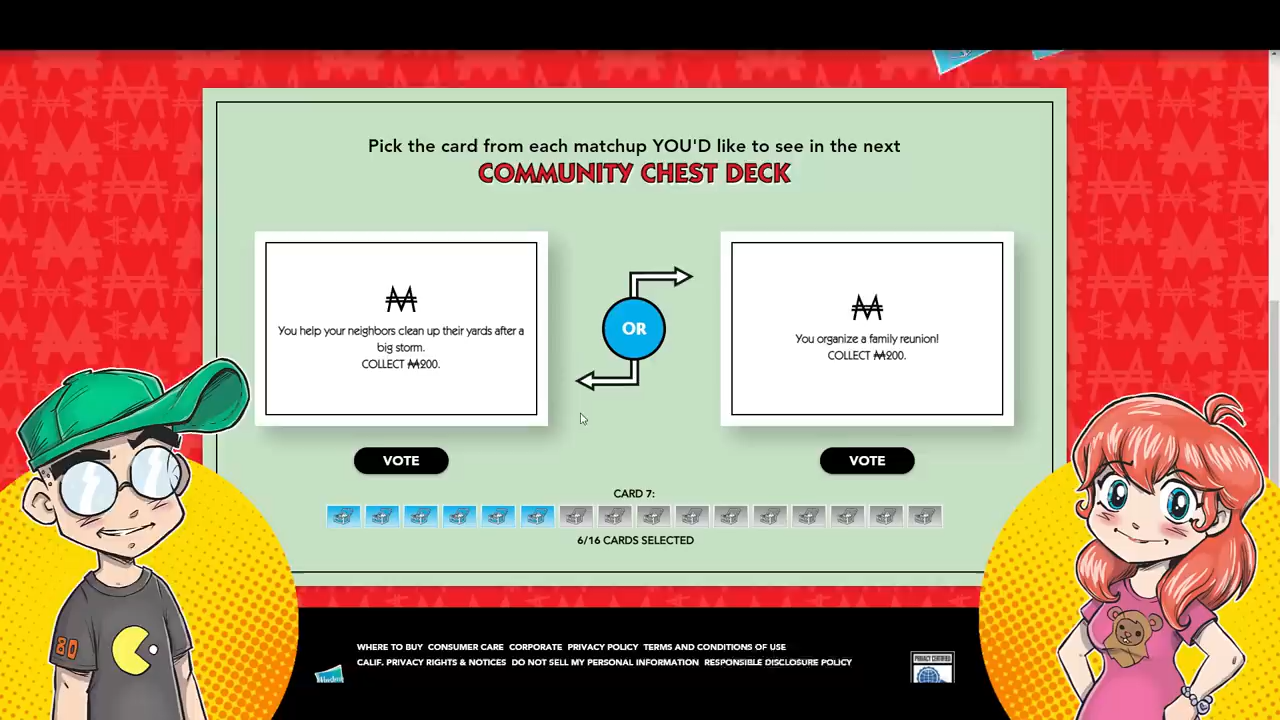 Pick the card from each matchup YOU'D like to see in the next
COMMUNITY CHEST DECK
You help your neighbors clean up their yards after a
big storm.
COLLECT ₩200.
OR
You organize a family reunion!
COLLECT ₩200.
VOTE
VOTE
CARD 7:
6/16 CARDS SELECTED
80
WHERE TO BUY CONSUMER CARE CORPORATE PRIVACY POLICY TERMS AND CONDITIONS OF USE
CALIF. PRIVACY RIGHTS & NOTICES DO NOT SELL MY PERSONAL INFORMATION RESPONSIBLE DISCLOSURE POLICY
PRIVACY CERTIFIED